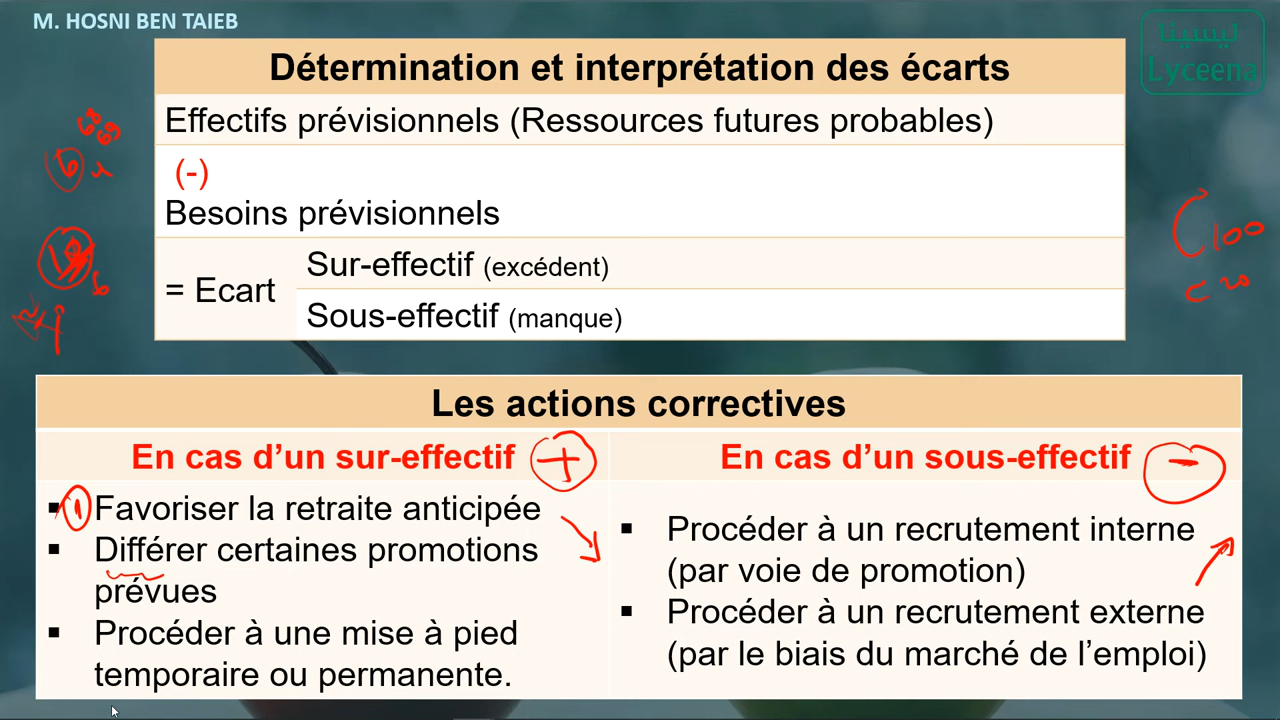 M. HOSNI BEN TAIEB
ليسينا
Lyceena
Détermination et interprétation des écarts
Effectifs prévisionnels (Ressources futures probables)
(-)
Besoins prévisionnels
= Ecart
Sur-effectif (excédent)
Sous-effectif (manque)
100
Les actions correctives
En cas d’un sur-effectif +
En cas d’un sous-effectif -
▪ Favoriser la retraite anticipée
▪ Différer certaines promotions
prévues
▪ Procéder à une mise à pied
temporaire ou permanente.
▪ Procéder à un recrutement interne
(par voie de promotion)
▪ Procéder à un recrutement externe
(par le biais du marché de l’emploi)